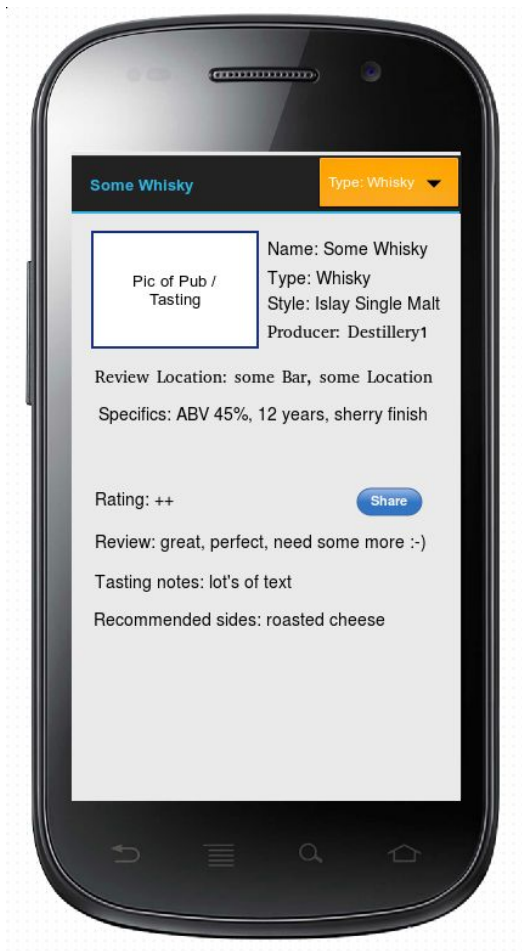 Some Whisky
Type: Whisky
Pic of Pub /
Tasting
Name: Some Whisky
Type: Whisky
Style: Islay Single Malt
Producer: Destillery1
Review Location: some Bar, some Location
Specifics: ABV 45%, 12 years, sherry finish
Rating: ++
Share
Review: great, perfect, need some more :-)
Tasting notes: lot's of text
Recommended sides: roasted cheese